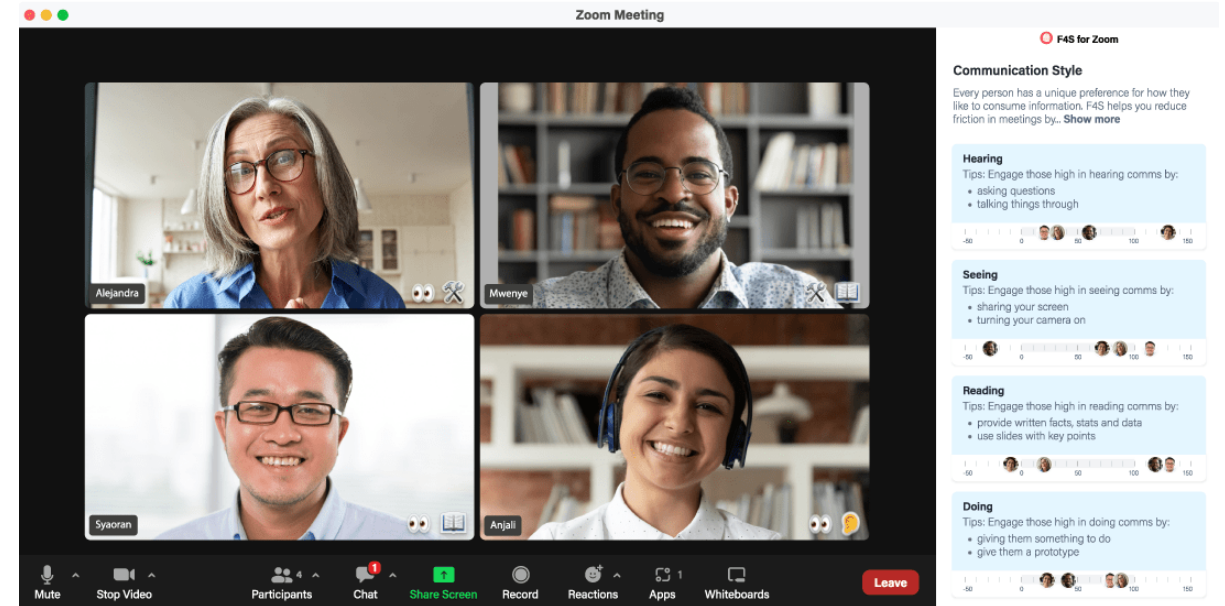 Zoom Meeting
F4S for Zoom
Communication Style
Every person has a unique preference for how they
like to consume information. F4S helps you reduce
friction in meetings by... Show more
Hearing
Tips: Engage those high in hearing comms by:
• asking questions
• talking things through
-50 0 50 100 150
Seeing
Tips: Engage those high in seeing comms by:
• sharing your screen
• turning your camera on
-50 0 50 100 150
Reading
Tips: Engage those high in reading comms by:
• provide written facts, stats and data
• use slides with key points
-50 0 50 100 150
Doing
Tips: Engage those high in doing comms by:
• giving them something to do
• give them a prototype
-50 0 50 100 150
Alejandra
Mwenye
Syaoran
Anjali
4
1
1
Mute
Stop Video
Participants
Chat
Share Screen
Record
Reactions
Apps
Whiteboards
Leave